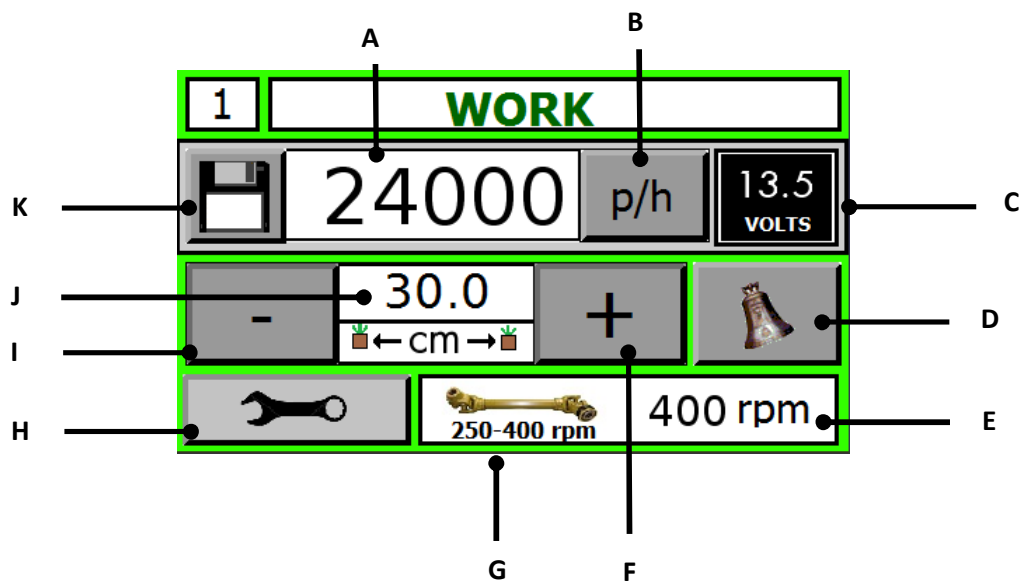 A
B
1
WORK
24000
p/h
13.5
VOLTS
K
C
J
-
30.0
+
← cm →
D
I
H
250-400 rpm
400 rpm
E
G
F